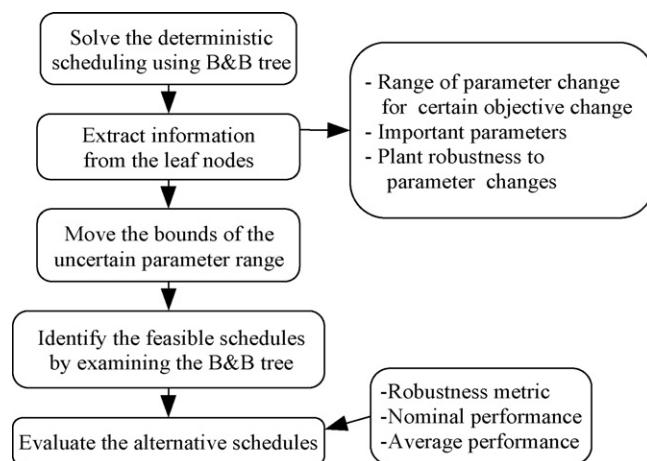 Solve the deterministic
scheduling using B&B tree
- Range of parameter change
for certain objective change
- Important parameters
- Plant robustness to
parameter changes
Extract information
from the leaf nodes
Move the bounds of the
uncertain parameter range
Identify the feasible schedules
by examining the B&B tree
-Robustness metric
-Nominal performance
-Average performance
Evaluate the alternative schedules